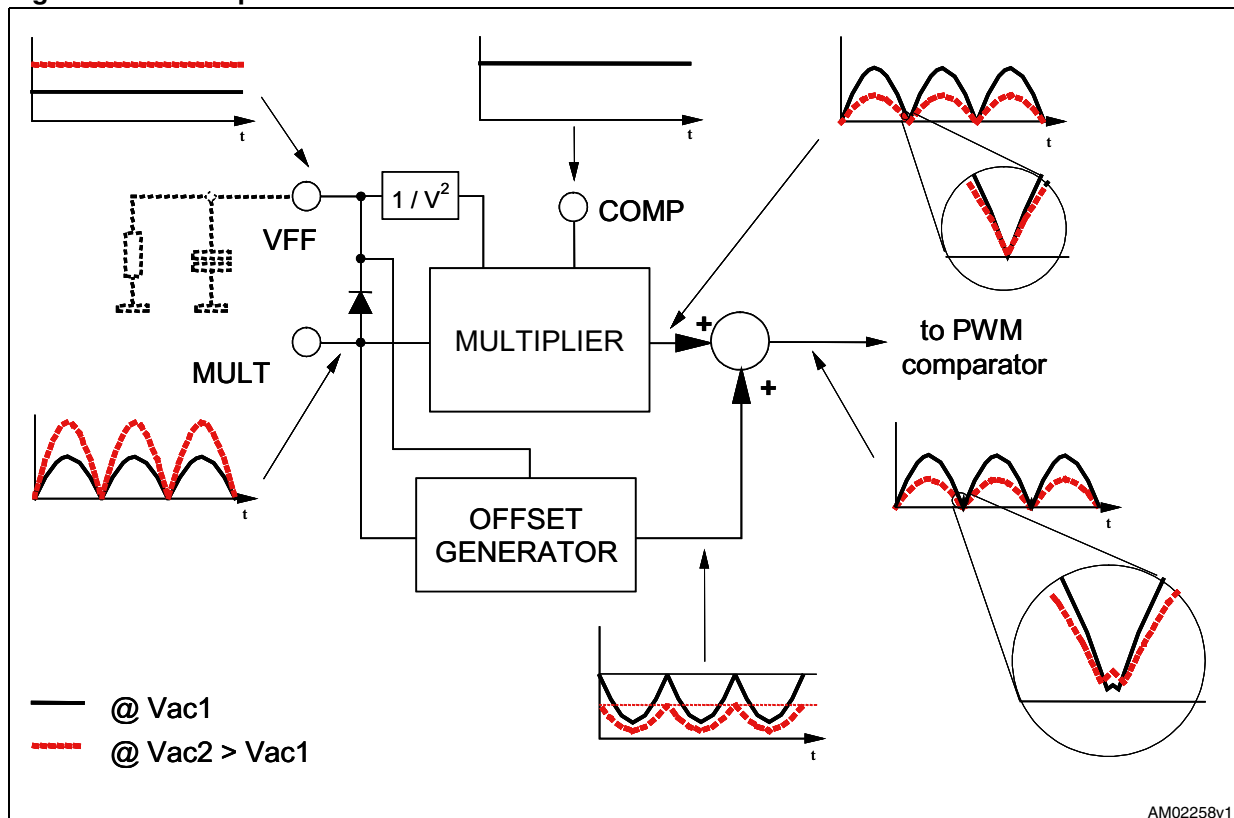 t
t
t
1 / V2
COMP
VFF
MULTIPLIER
+
to PWM
comparator
MULT
+
t
t
OFFSET
GENERATOR
@ Vac1
@ Vac2 > Vac1
t
AM02258v1